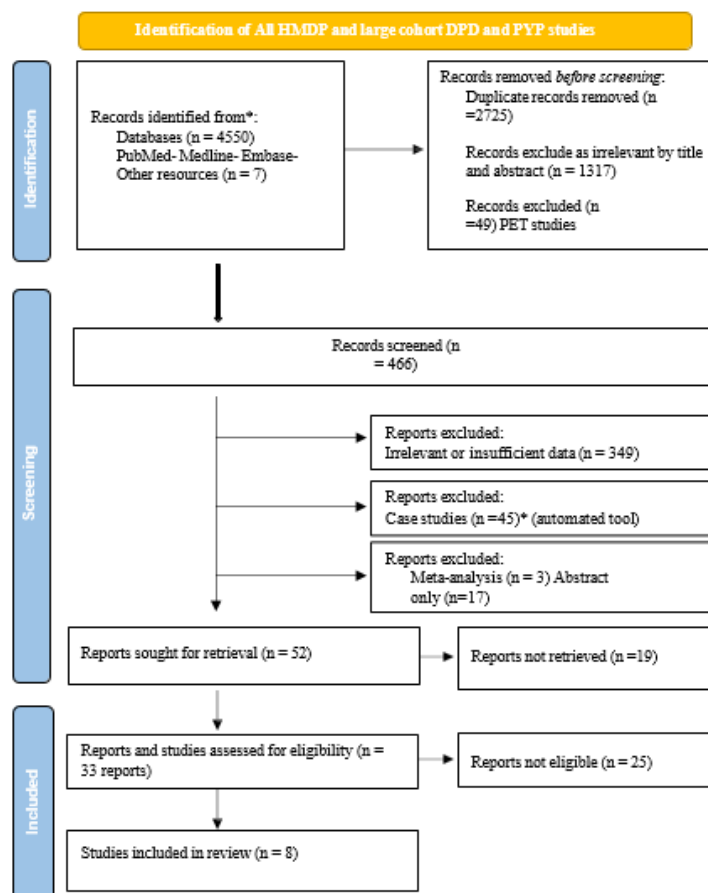 Identification of All HMDP and large cohort DPD and PYP studies
Identification
Records identified from*:
Databases (n = 4550)
PubMed- Medline- Embase-
Other resources (n = 7)
Records removed before screening:
Duplicate records removed (n
=2725)
Records exclude as irrelevant by title
and abstract (n = 1317)
Records excluded (n
=49) PET studies
Screening
Records screened (n
= 466)
Reports excluded:
Irrelevant or insufficient data (n = 349)
Reports excluded:
Case studies (n =45)* (automated tool)
Reports excluded:
Meta-analysis (n = 3) Abstract
only (n=17)
Reports sought for retrieval (n = 52)
Reports not retrieved (n =19)
Included
Reports and studies assessed for eligibility (n =
33 reports)
Reports not eligible (n = 25)
Studies included in review (n = 8)